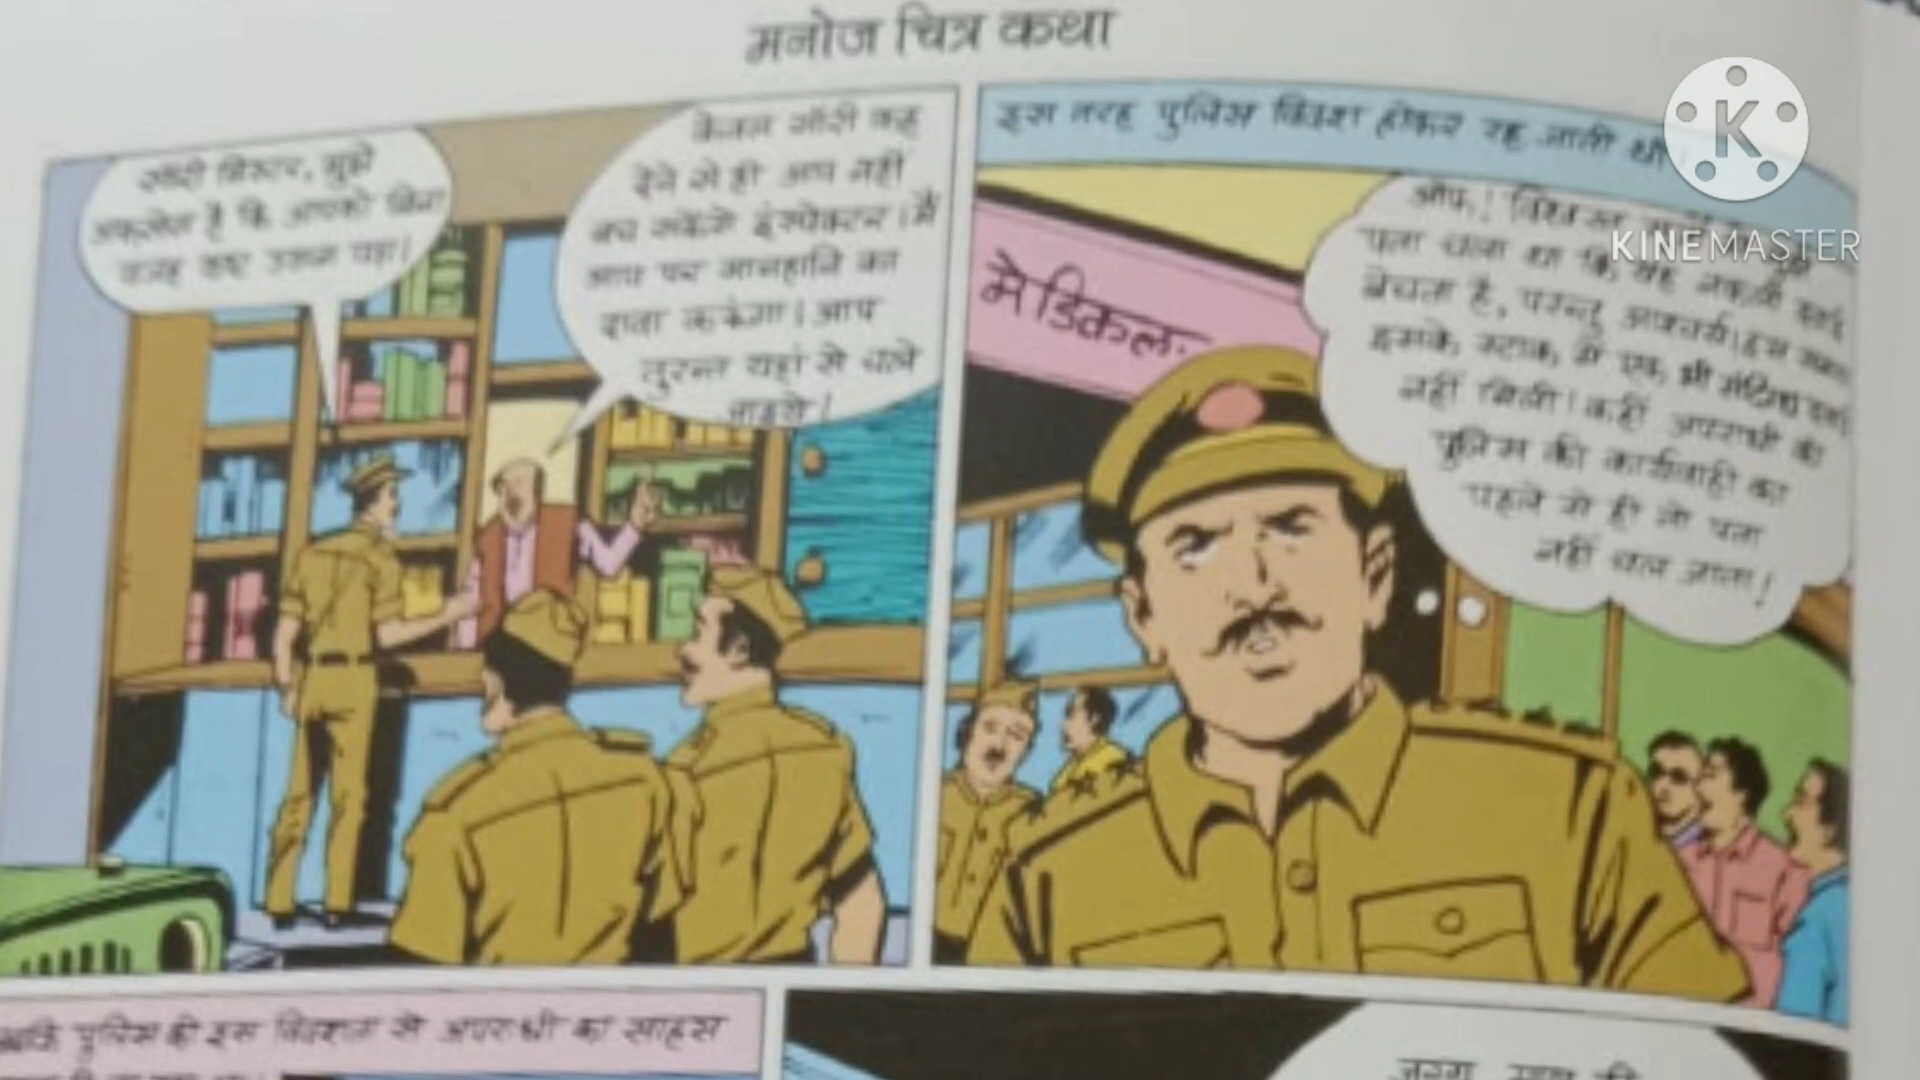 मनोज चित्र कथा
सॉरी मिस्टर, मुझे
अफसोस है कि आपको बिना
वजह कष्ट उठाना पड़ा।
केवल सॉरी कह
देने से ही आप नहीं
बच सकेंगे इंस्पेक्टर। मैं
आप पर मानहानि का
दावा करूंगा। आप
तुरन्त यहां से चले
जाइये!
इस तरह पुलिस विवश होकर रह जाती थी।
मेडिकल
ओफ! विश्वस्त
पता चला था कि यह नकली
बेचता है, परन्तु आश्चर्य। इस
इसके स्टाक में एक भी संदिग्ध
नहीं मिली। कहीं अपराधी को
पुलिस की कार्यवाही का
पहले से ही तो पता
नहीं चल जाता!
पुलिस की इस विवशता से अपराधी का साहस
KINEMASTER